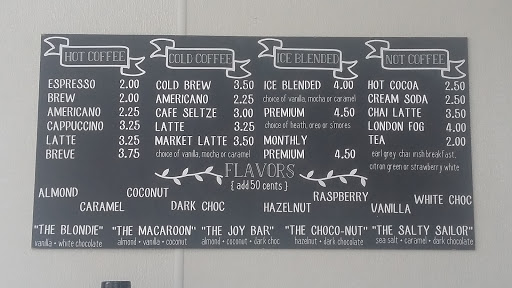 HOT COFFEE
ESPRESSO 2.00
BREW 2.00
AMERICANO 2.25
CAPPUCCINO 3.25
LATTE 3.25
BREVE 3.75
COLD COFFEE
COLD BREW 3.50
AMERICANO 2.25
CAFE SELTZE 3.00
LATTE 3.25
MARKET LATTE 3.50
choice of vanilla, mocha or caramel
ICE BLENDED
ICE BLENDED 4.00
choice of vanilla, mocha or caramel
PREMIUM 4.50
choice of heath, oreo or s'mores
MONTHLY
PREMIUM 4.50
NOT COFFEE
HOT COCOA 2.50
CREAM SODA 2.50
CHAI LATTE 3.50
LONDON FOG 4.00
TEA 2.00
earl grey, chai, irish breakfast,
citron green or strawberry white
FLAVORS
{ add 50 cents }
ALMOND
CARAMEL
COCONUT
DARK CHOC
HAZELNUT
RASPBERRY
VANILLA
WHITE CHOC
"THE BLONDIE"
vanilla + white chocolate
"THE MACAROON"
almond + vanilla + coconut
"THE JOY BAR"
almond + coconut + dark choc
"THE CHOCO-NUT"
hazelnut + dark chocolate
"THE SALTY SAILOR"
sea salt + caramel + dark chocolate